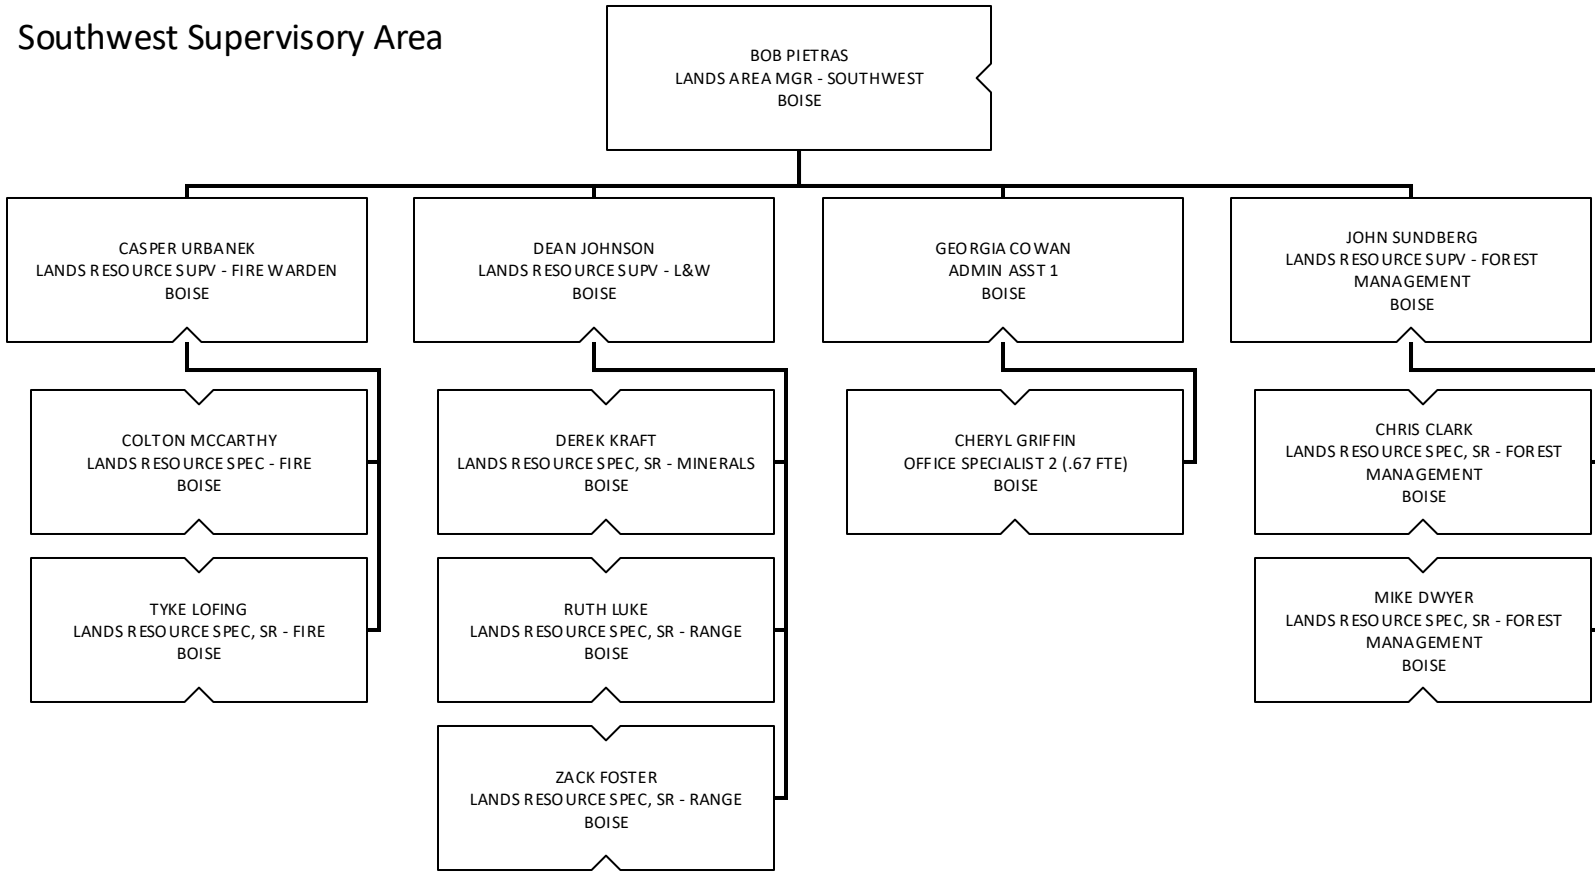 Southwest Supervisory Area
BOB PIETRAS
LANDS AREA MGR - SOUTHWEST
BOISE
CASPER URBANEK
LANDS RESOURCE SUPV - FIRE WARDEN
BOISE
DEAN JOHNSON
LANDS RESOURCE SUPV - L&W
BOISE
GEORGIA COWAN
ADMIN ASST 1
BOISE
JOHN SUNDBERG
LANDS RESOURCE SUPV - FOREST
MANAGEMENT
BOISE
COLTON MCCARTHY
LANDS RESOURCE SPEC - FIRE
BOISE
DEREK KRAFT
LANDS RESOURCE SPEC, SR - MINERALS
BOISE
CHERYL GRIFFIN
OFFICE SPECIALIST 2 (.67 FTE)
BOISE
CHRIS CLARK
LANDS RESOURCE SPEC, SR - FOREST
MANAGEMENT
BOISE
TYKE LOFING
LANDS RESOURCE SPEC, SR - FIRE
BOISE
RUTH LUKE
LANDS RESOURCE SPEC, SR - RANGE
BOISE
MIKE DWYER
LANDS RESOURCE SPEC, SR - FOREST
MANAGEMENT
BOISE
ZACK FOSTER
LANDS RESOURCE SPEC, SR - RANGE
BOISE